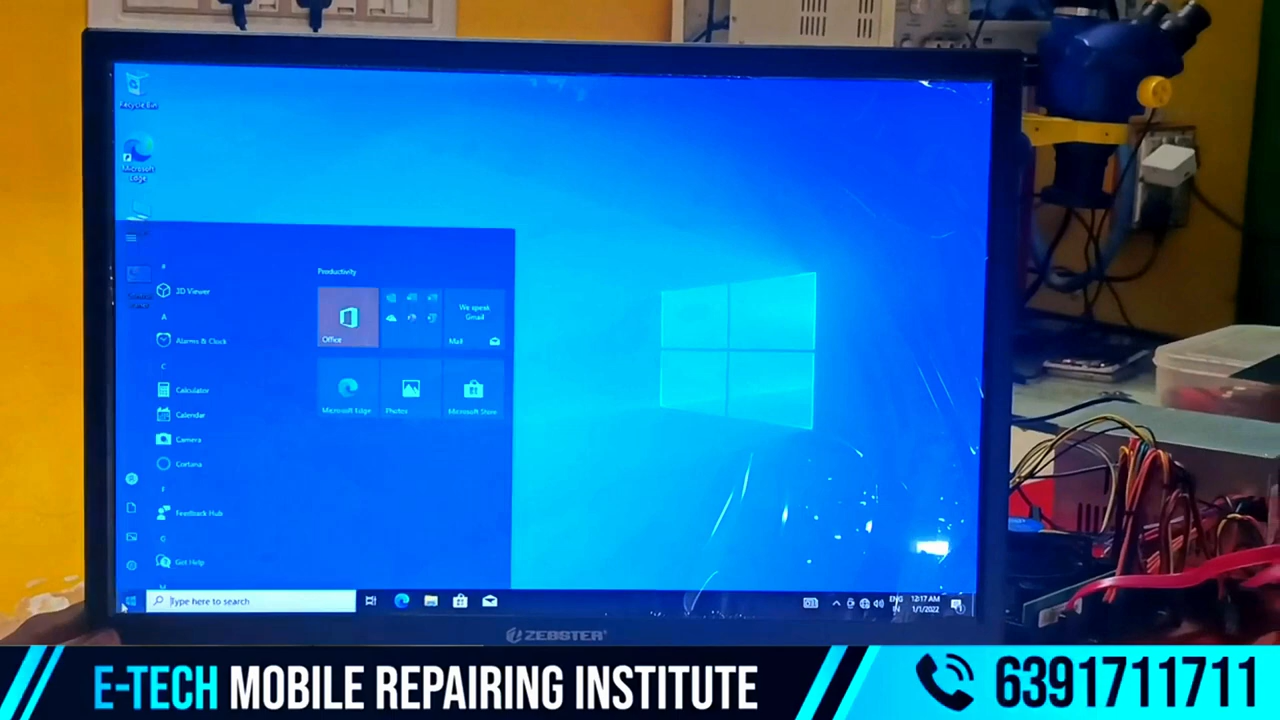 Recycle Bin
Microsoft
Edge
#
3D Viewer
A
Alarms & Clock
C
Calculator
Calendar
Camera
Cortana
F
Feedback Hub
G
Get Help
Productivity
Office
We speak
Gmail
Mail
Microsoft Edge
Photos
Microsoft Store
Type here to search
ENG
IN
12:17 AM
1/1/2022
ZEBSTER
E-TECH MOBILE REPAIRING INSTITUTE
6391711711